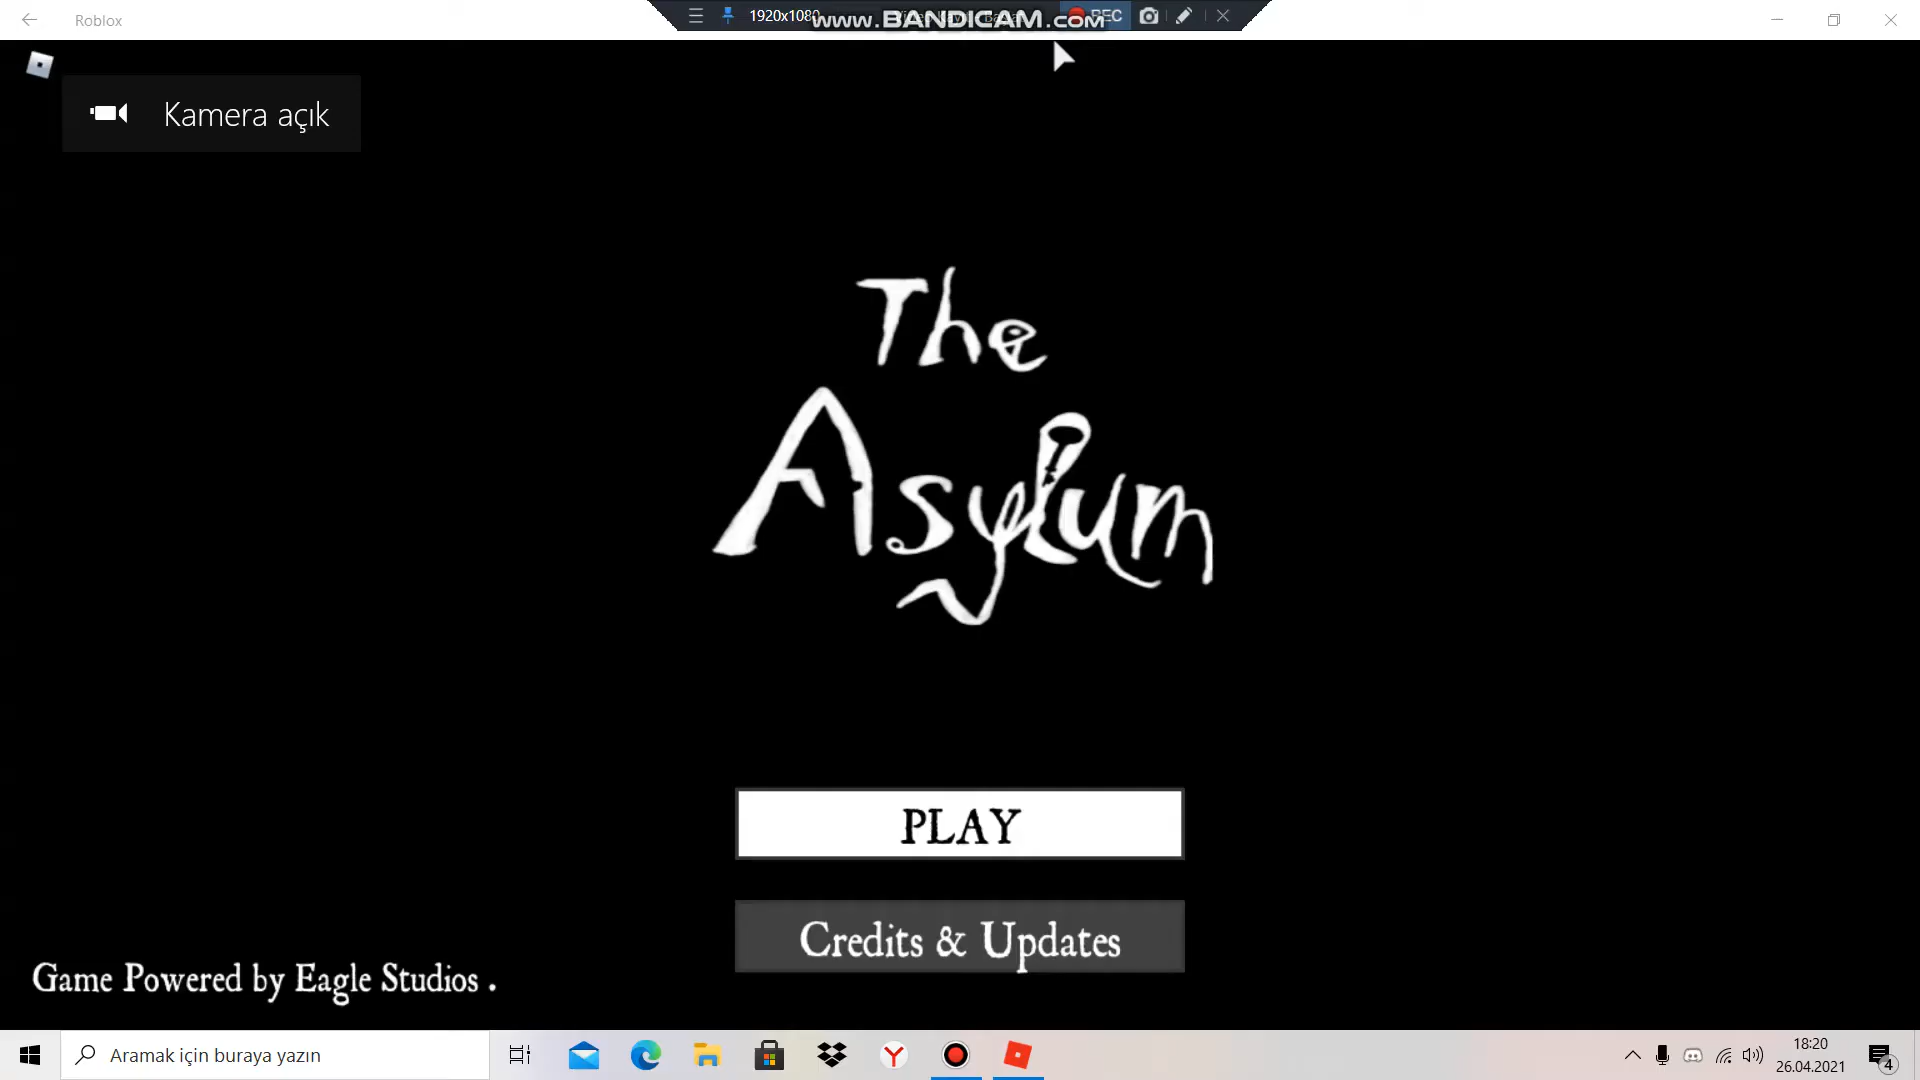 Roblox
1920x1080
www.BANDICAM.com
REC
Kamera açık
The
Asylum
PLAY
Credits & Updates
Game Powered by Eagle Studios .
Aramak için buraya yazın
18:20
26.04.2021
4